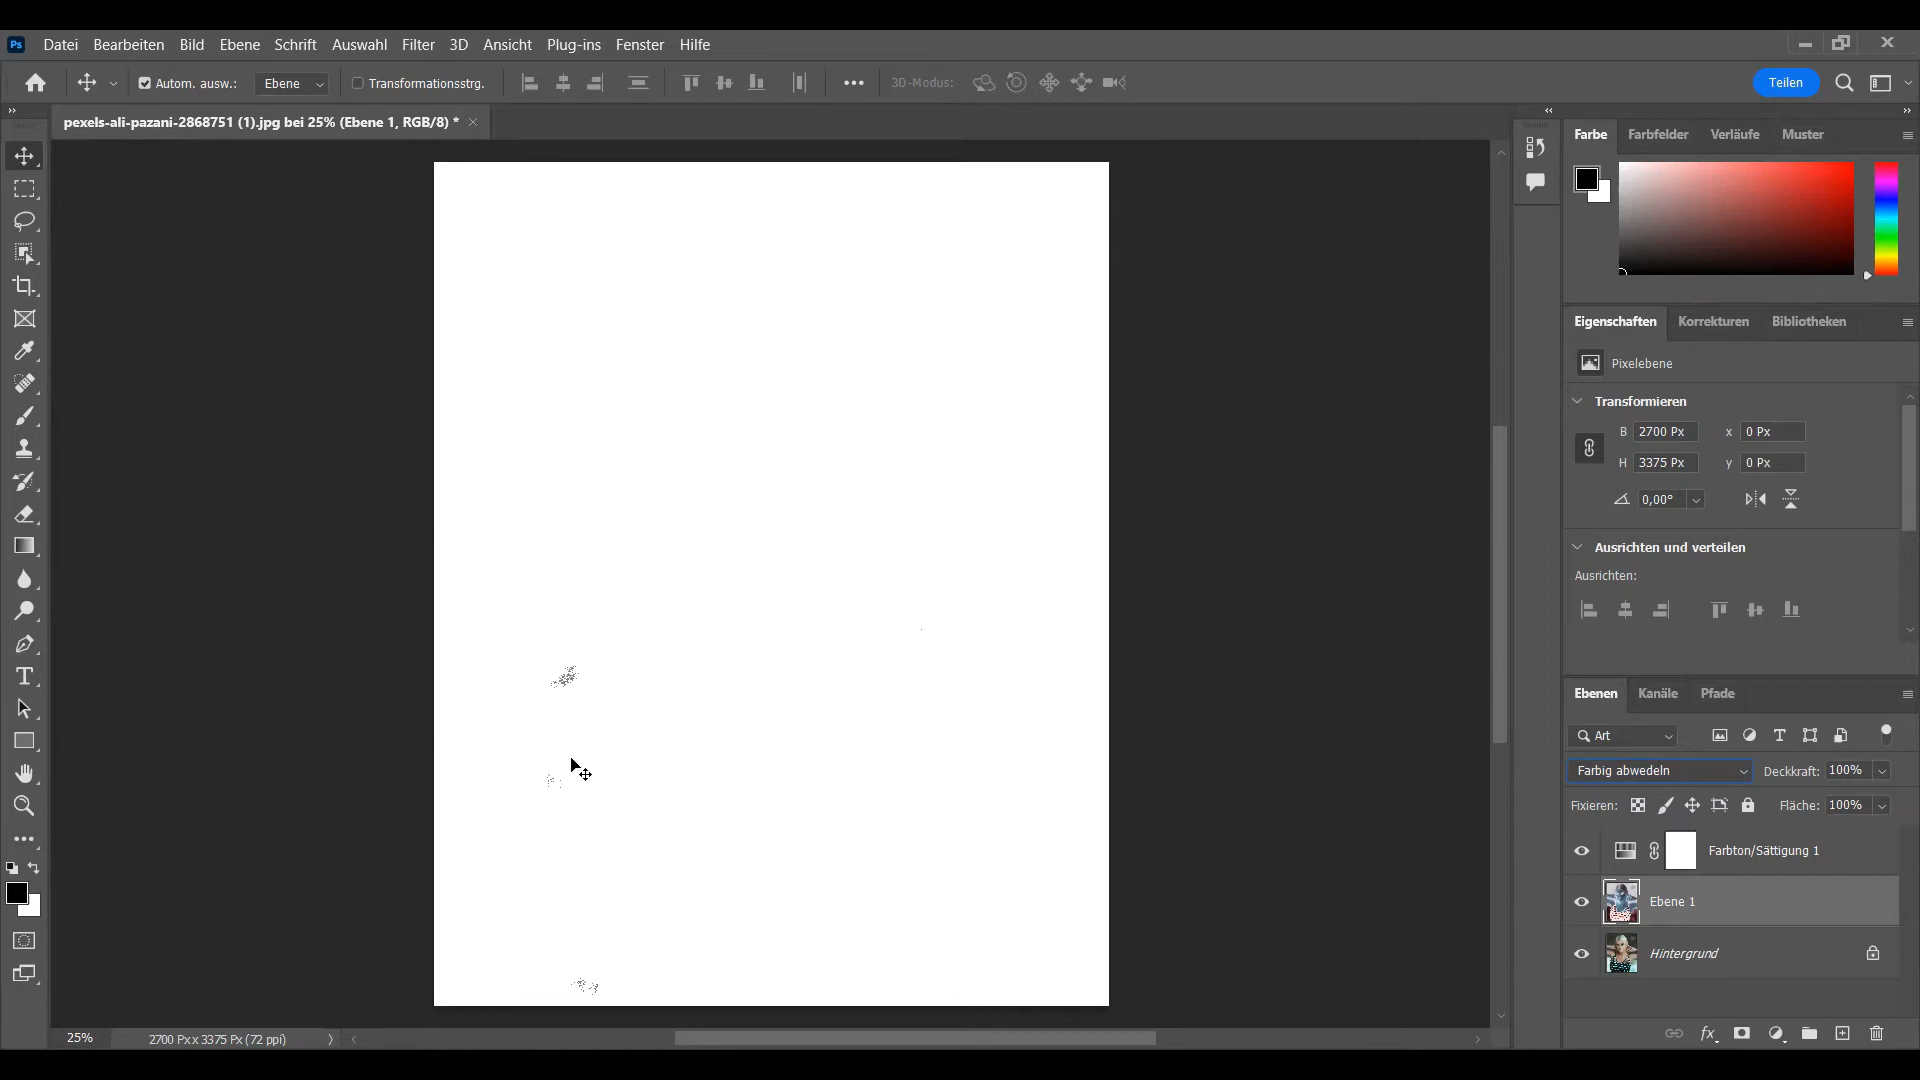 Ps Datei Bearbeiten Bild Ebene Schrift Auswahl Filter 3D Ansicht Plug-ins Fenster Hilfe
Autom. ausw.: Ebene Transformationsstrg. 3D-Modus: Teilen
pexels-ali-pazani-2868751 (1).jpg bei 25% (Ebene 1, RGB/8) *
Farbe Farbfelder Verläufe Muster
Eigenschaften Korrekturen Bibliotheken
Pixelebene
Transformieren
B 2700 Px x 0 Px
H 3375 Px y 0 Px
0,00°
Ausrichten und verteilen
Ausrichten:
Ebenen Kanäle Pfade
Art
Farbig abwedeln Deckkraft: 100%
Fixieren: Fläche: 100%
Farbton/Sättigung 1
Ebene 1
Hintergrund
fx
25% 2700 Px x 3375 Px (72 ppi)